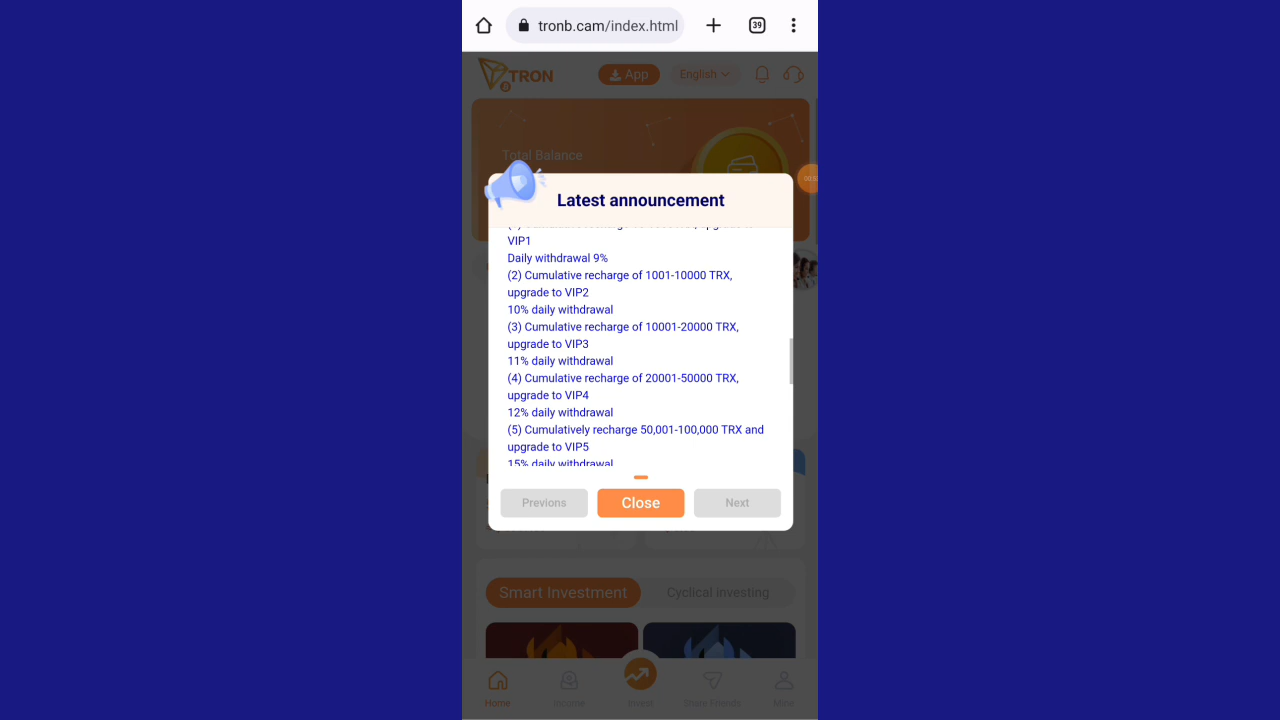 39
tronb.cam/index.html
TRON
App
English
Total Balance
Latest announcement
VIP1
Daily withdrawal 9%
(2) Cumulative recharge of 1001-10000 TRX,
upgrade to VIP2
10% daily withdrawal
(3) Cumulative recharge of 10001-20000 TRX,
upgrade to VIP3
11% daily withdrawal
(4) Cumulative recharge of 20001-50000 TRX,
upgrade to VIP4
12% daily withdrawal
(5) Cumulatively recharge 50,001-100,000 TRX and
upgrade to VIP5
15% daily withdrawal
Previons
Close
Next
Smart Investment
Cyclical investing
Home
Income
Invest
Invite Friends
Mine